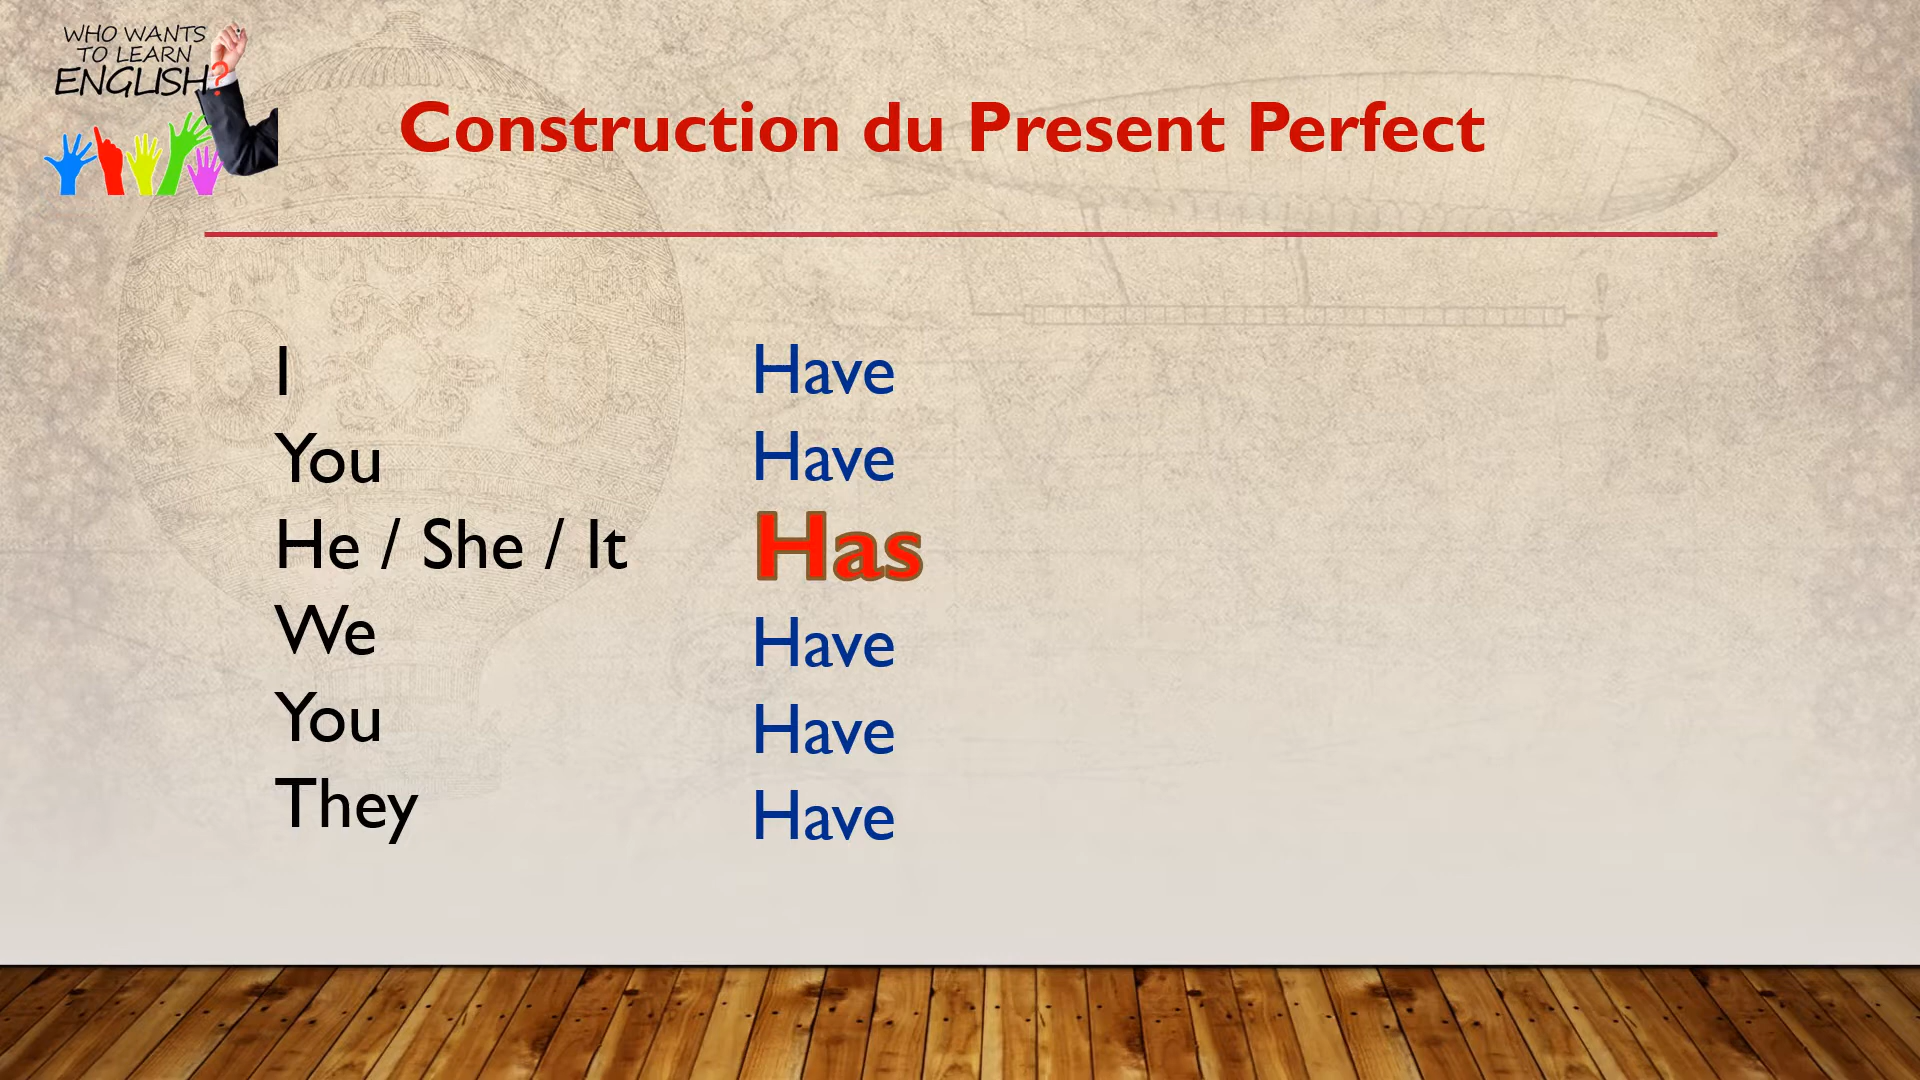 WHO WANTS
TO LEARN
ENGLISH?
Construction du Present Perfect
I Have
You Have
He / She / It Has
We Have
You Have
They Have